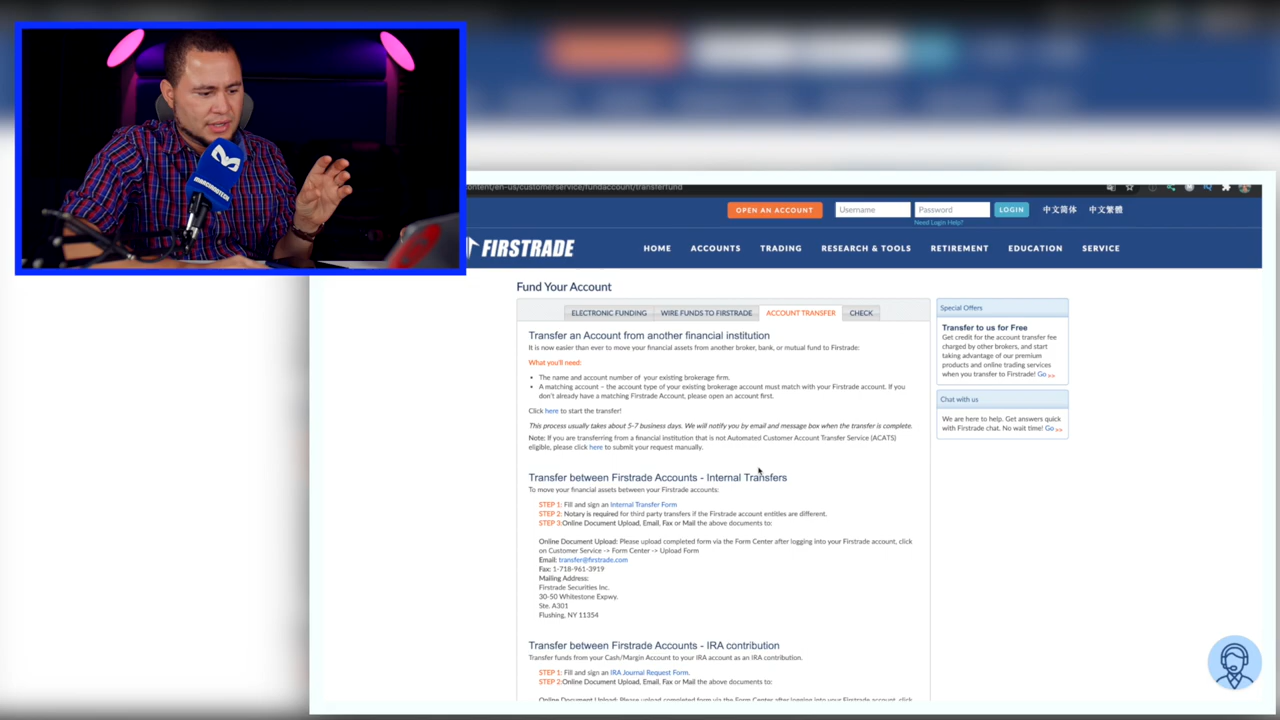 content/en-us/customerservice/fundaccount/transferfund
OPEN AN ACCOUNT
Username
Password
LOGIN
中文简体
中文繁體
Need Login Help?
FIRSTRADE
HOME
ACCOUNTS
TRADING
RESEARCH & TOOLS
RETIREMENT
EDUCATION
SERVICE
Fund Your Account
ELECTRONIC FUNDING
WIRE FUNDS TO FIRSTRADE
ACCOUNT TRANSFER
CHECK
Transfer an Account from another financial institution
It is now easier than ever to move your financial assets from another broker, bank, or mutual fund to Firstrade:
What you'll need:
• The name and account number of your existing brokerage firm.
• A matching account – the account type of your existing brokerage account must match with your Firstrade account. If you
don't already have a matching Firstrade Account, please open an account first.
Click here to start the transfer!
This process usually takes about 5-7 business days. We will notify you by email and message box when the transfer is complete.
Note: If you are transferring from a financial institution that is not Automated Customer Account Transfer Service (ACATS)
eligible, please click here to submit your request manually.
Transfer between Firstrade Accounts - Internal Transfers
To move your financial assets between your Firstrade accounts:
STEP 1: Fill and sign an Internal Transfer Form
STEP 2: Notary is required for third party transfers if the Firstrade account entities are different.
STEP 3:Online Document Upload, Email, Fax or Mail the above documents to:
Online Document Upload: Please upload completed form via the Form Center after logging into your Firstrade account, click
on Customer Service -> Form Center -> Upload Form
Email: transfer@firstrade.com
Fax: 1-718-961-3919
Mailing Address:
Firstrade Securities Inc.
30-50 Whitestone Expwy.
Ste. A301
Flushing, NY 11354
Transfer between Firstrade Accounts - IRA contribution
Transfer funds from your Cash/Margin Account to your IRA account as an IRA contribution.
STEP 1: Fill and sign an IRA Journal Request Form.
STEP 2:Online Document Upload, Email, Fax or Mail the above documents to:
Online Document Upload: Please upload completed form via the Form Center after logging into your Firstrade account, click
Special Offers
Transfer to us for Free
Get credit for the account transfer fee
charged by other brokers, and start
taking advantage of our premium
products and online trading services
when you transfer to Firstrade! Go >>
Chat with us
We are here to help. Get answers quick
with Firstrade chat. No wait time! Go >>